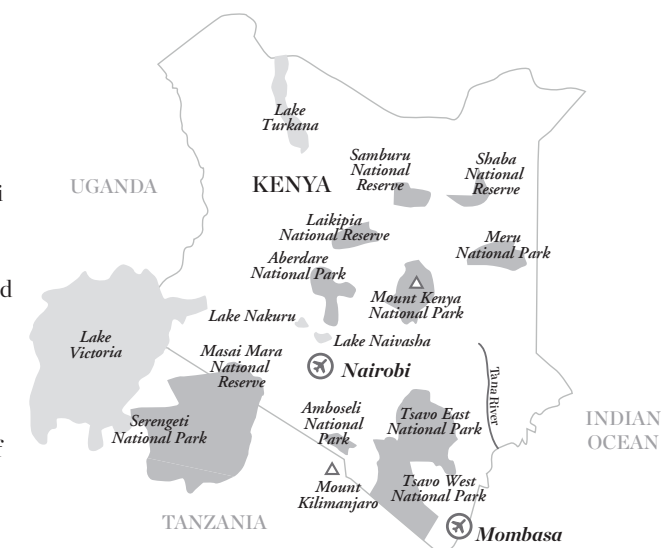 Lake
Turkana
Samburu
National
Reserve
Shaba
National
Reserve
UGANDA
KENYA
i
Laikipia
National Reserve
Meru
National Park
Aberdare
National Park
d
Mount Kenya
National Park
Lake Nakuru
Lake
Victoria
Lake Naivasha
Masai Mara
National
Reserve
Nairobi
Tana River
Amboseli
National
Park
Tsavo East
National Park
INDIAN
OCEAN
Serengeti
National Park
f
Mount
Kilimanjaro
Tsavo West
National Park
TANZANIA
Mombasa